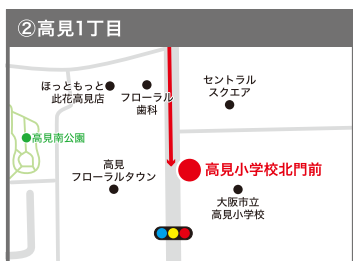 ②高見1丁目
ほっともっと
此花高見店
フローラル
歯科
セントラル
スクエア
高見南公園
高見
フローラルタウン
高見小学校北門前
大阪市立
高見小学校